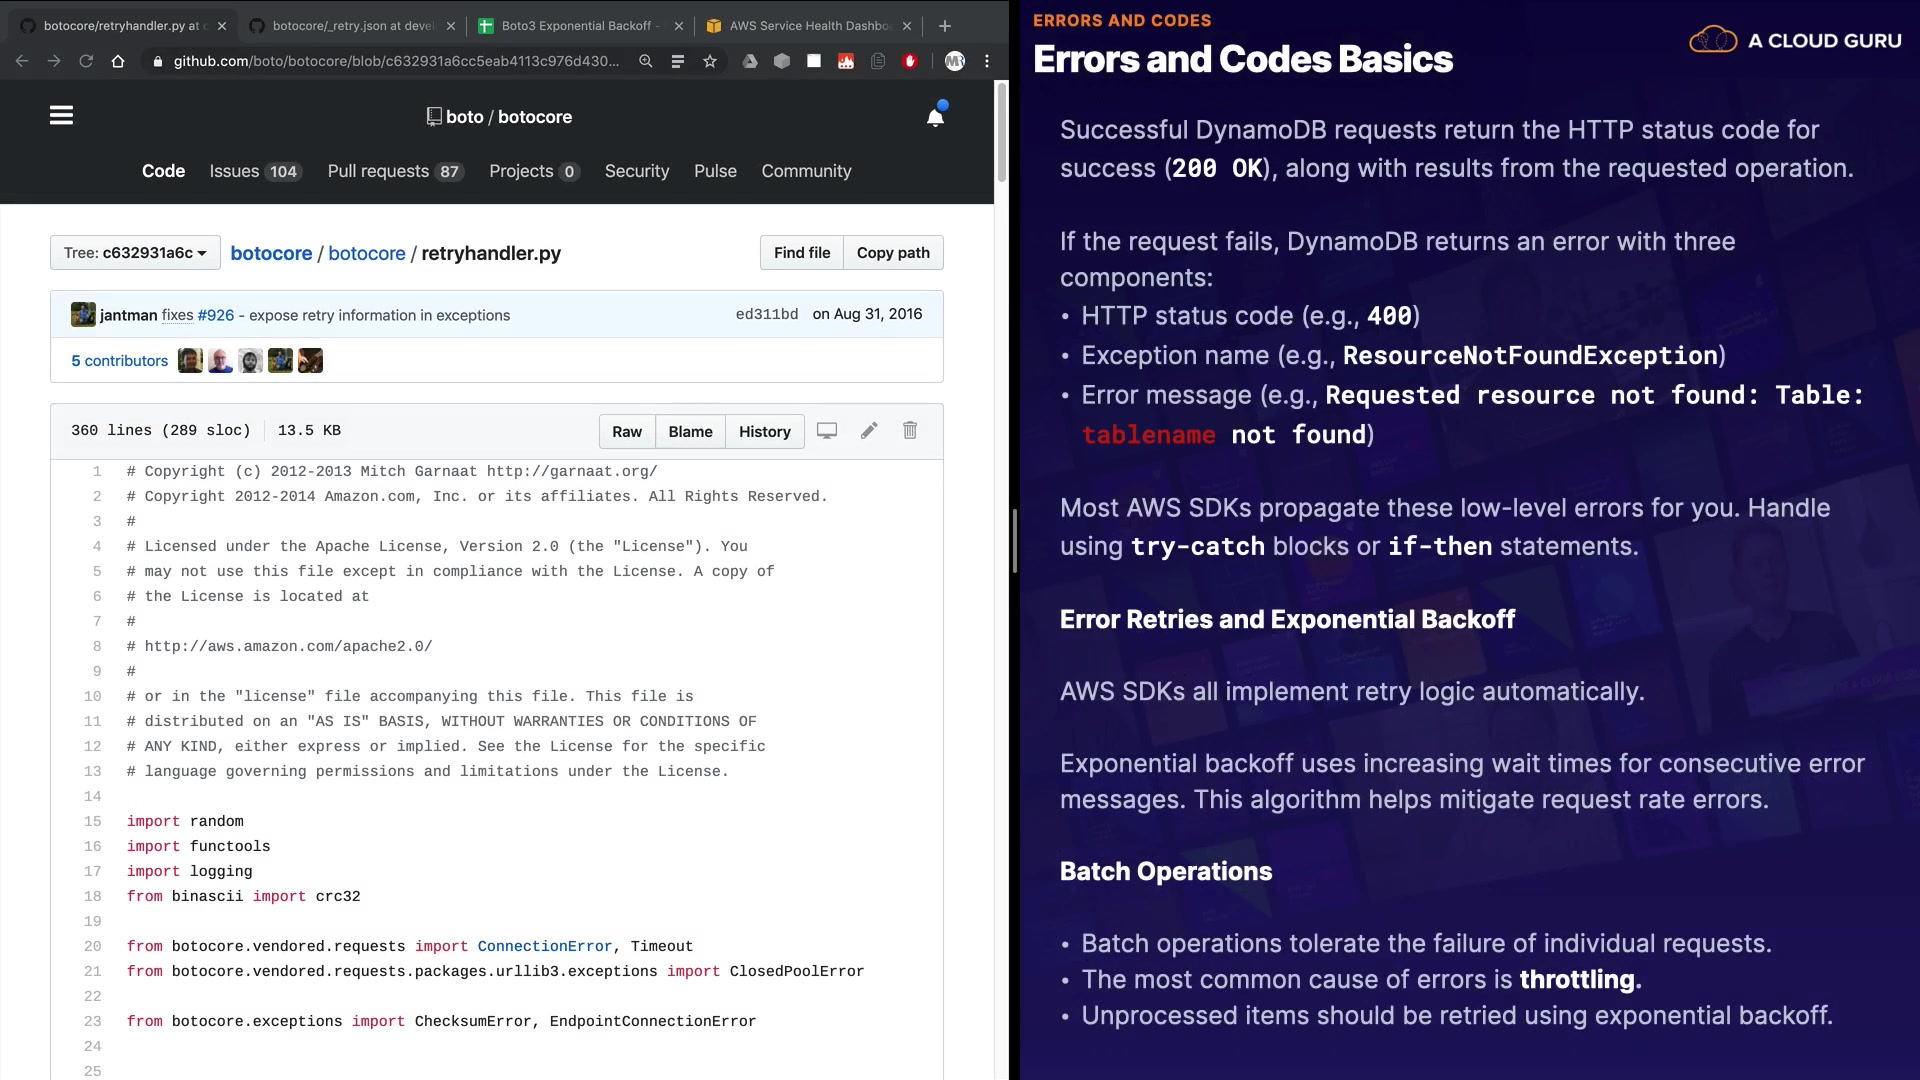 botocore/retryhandler.py at c
botocore/_retry.json at devel
Boto3 Exponential Backoff -
AWS Service Health Dashbo
github.com/boto/botocore/blob/c632931a6cc5eab4113c976d430...
boto / botocore
Code Issues 104 Pull requests 87 Projects 0 Security Pulse Community
Tree: c632931a6c
botocore / botocore / retryhandler.py
Find file Copy path
jantman fixes #926 - expose retry information in exceptions
ed311bd on Aug 31, 2016
5 contributors
360 lines (289 sloc) 13.5 KB
Raw Blame History
1 # Copyright (c) 2012-2013 Mitch Garnaat http://garnaat.org/
2 # Copyright 2012-2014 Amazon.com, Inc. or its affiliates. All Rights Reserved.
3 #
4 # Licensed under the Apache License, Version 2.0 (the "License"). You
5 # may not use this file except in compliance with the License. A copy of
6 # the License is located at
7 #
8 # http://aws.amazon.com/apache2.0/
9 #
10 # or in the "license" file accompanying this file. This file is
11 # distributed on an "AS IS" BASIS, WITHOUT WARRANTIES OR CONDITIONS OF
12 # ANY KIND, either express or implied. See the License for the specific
13 # language governing permissions and limitations under the License.
14
15 import random
16 import functools
17 import logging
18 from binascii import crc32
19
20 from botocore.vendored.requests import ConnectionError, Timeout
21 from botocore.vendored.requests.packages.urllib3.exceptions import ClosedPoolError
22
23 from botocore.exceptions import ChecksumError, EndpointConnectionError
24
25
ERRORS AND CODES
Errors and Codes Basics
A CLOUD GURU
Successful DynamoDB requests return the HTTP status code for
success (200 OK), along with results from the requested operation.
If the request fails, DynamoDB returns an error with three
components:
• HTTP status code (e.g., 400)
• Exception name (e.g., ResourceNotFoundException)
• Error message (e.g., Requested resource not found: Table:
tablename not found)
Most AWS SDKs propagate these low-level errors for you. Handle
using try-catch blocks or if-then statements.
Error Retries and Exponential Backoff
AWS SDKs all implement retry logic automatically.
Exponential backoff uses increasing wait times for consecutive error
messages. This algorithm helps mitigate request rate errors.
Batch Operations
• Batch operations tolerate the failure of individual requests.
• The most common cause of errors is throttling.
• Unprocessed items should be retried using exponential backoff.